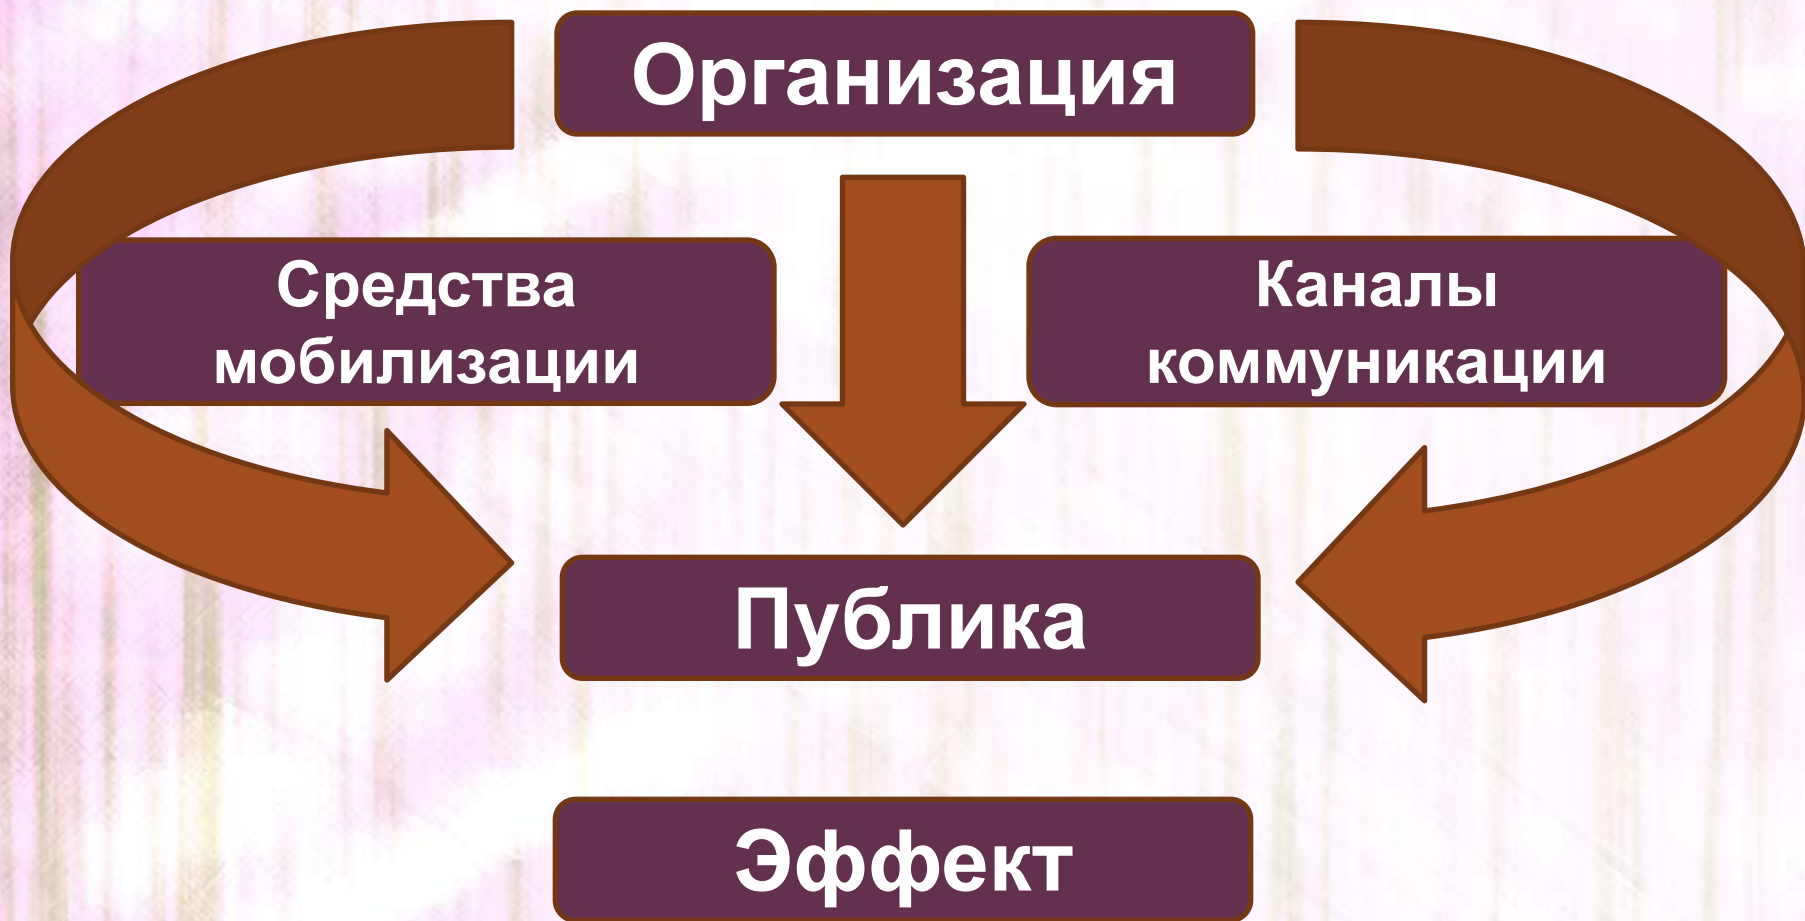 Организация
Средства
мобилизации
Каналы
коммуникации
Публика
Эффект